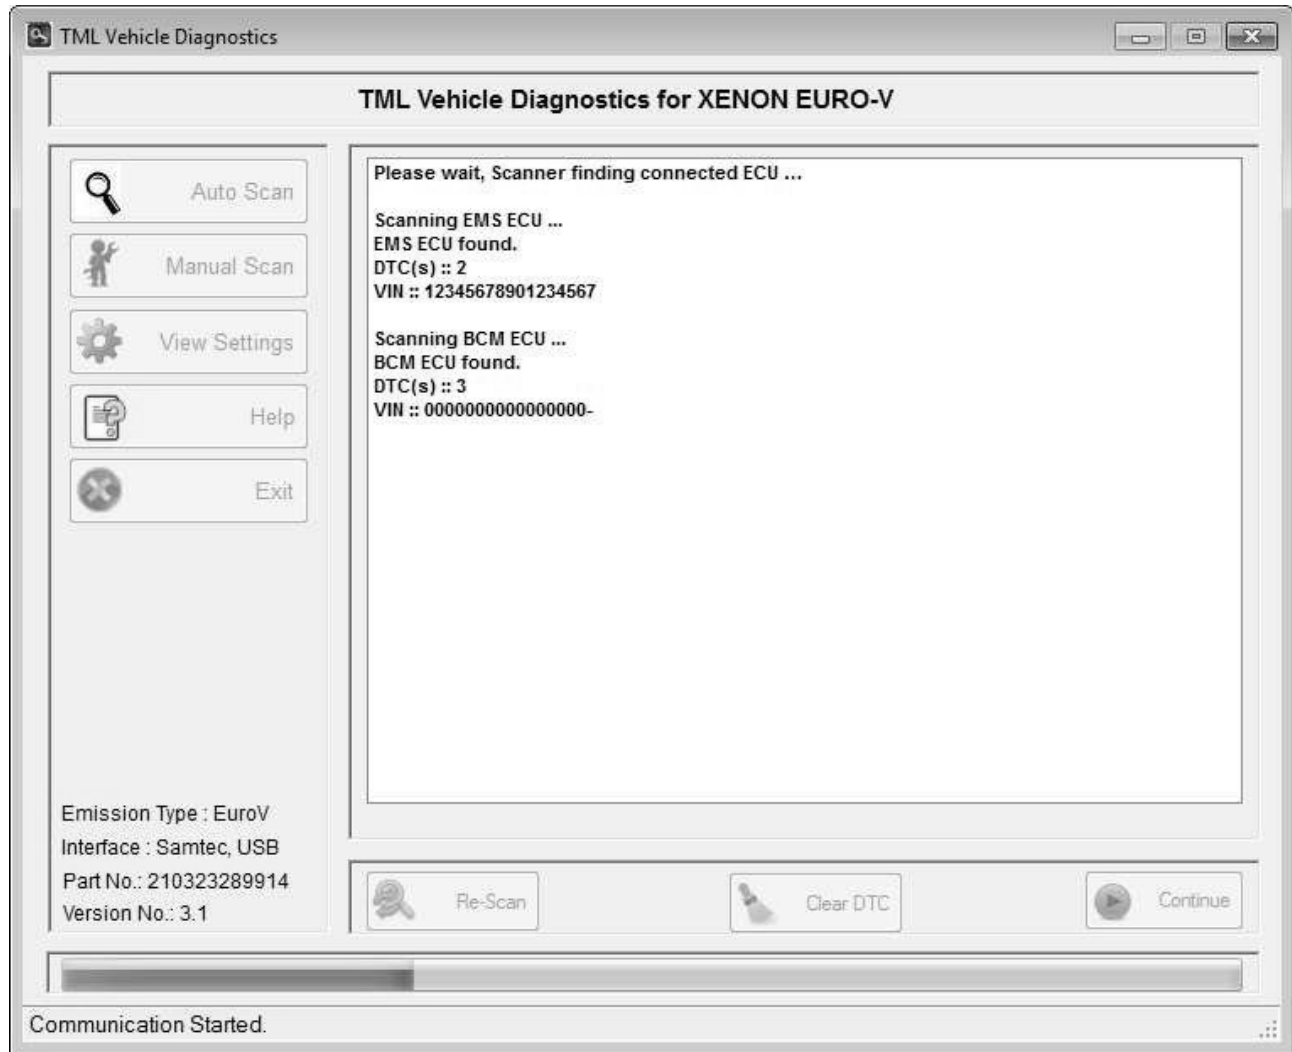 TML Vehicle Diagnostics
TML Vehicle Diagnostics for XENON EURO-V
Auto Scan
Manual Scan
View Settings
Help
Exit
Emission Type : EuroV
Interface : Samtec, USB
Part No.: 210323289914
Version No.: 3.1
Please wait, Scanner finding connected ECU ...
Scanning EMS ECU ...
EMS ECU found.
DTC(s) :: 2
VIN :: 12345678901234567
Scanning BCM ECU ...
BCM ECU found.
DTC(s) :: 3
VIN :: 0000000000000000-
Re-Scan
Clear DTC
Continue
Communication Started.